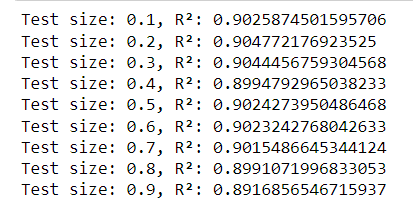 Test size: 0.1, R²: 0.9025874501595706
Test size: 0.2, R²: 0.904772176923525
Test size: 0.3, R²: 0.9044456759304568
Test size: 0.4, R²: 0.8994792965038233
Test size: 0.5, R²: 0.9024273950486468
Test size: 0.6, R²: 0.9023242768042633
Test size: 0.7, R²: 0.9015486645344124
Test size: 0.8, R²: 0.8991071996833053
Test size: 0.9, R²: 0.8916856546715937